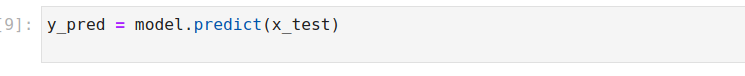 [9]: y_pred = model.predict(x_test)